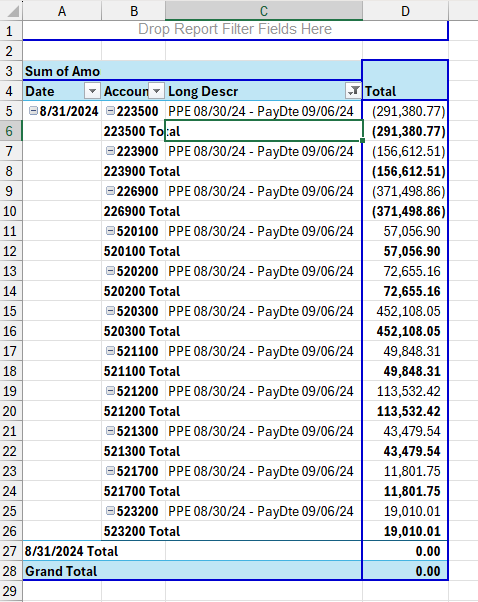 A B C D
1 Drop Report Filter Fields Here
2
3 Sum of Amo
4 Date Accoun Long Descr Total
5 8/31/2024 223500 PPE 08/30/24 - PayDte 09/06/24 (291,380.77)
6 223500 Total (291,380.77)
7 223900 PPE 08/30/24 - PayDte 09/06/24 (156,612.51)
8 223900 Total (156,612.51)
9 226900 PPE 08/30/24 - PayDte 09/06/24 (371,498.86)
10 226900 Total (371,498.86)
11 520100 PPE 08/30/24 - PayDte 09/06/24 57,056.90
12 520100 Total 57,056.90
13 520200 PPE 08/30/24 - PayDte 09/06/24 72,655.16
14 520200 Total 72,655.16
15 520300 PPE 08/30/24 - PayDte 09/06/24 452,108.05
16 520300 Total 452,108.05
17 521100 PPE 08/30/24 - PayDte 09/06/24 49,848.31
18 521100 Total 49,848.31
19 521200 PPE 08/30/24 - PayDte 09/06/24 113,532.42
20 521200 Total 113,532.42
21 521300 PPE 08/30/24 - PayDte 09/06/24 43,479.54
22 521300 Total 43,479.54
23 521700 PPE 08/30/24 - PayDte 09/06/24 11,801.75
24 521700 Total 11,801.75
25 523200 PPE 08/30/24 - PayDte 09/06/24 19,010.01
26 523200 Total 19,010.01
27 8/31/2024 Total 0.00
28 Grand Total 0.00
29